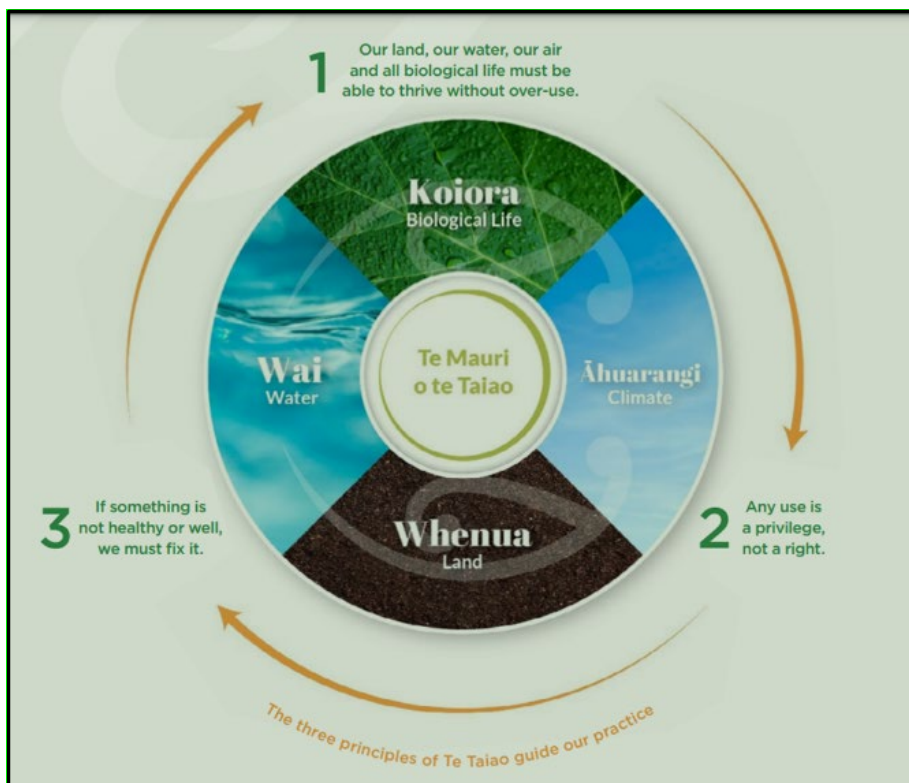 1
Our land, our water, our air
and all biological life must be
able to thrive without over-use.
Koiora
Biological Life
Wai
Water
Te Mauri
o te Taiao
Āhuarangi
Climate
Whenua
Land
2
Any use is
a privilege,
not a right.
3
If something is
not healthy or well,
we must fix it.
The three principles of Te Taiao guide our practice